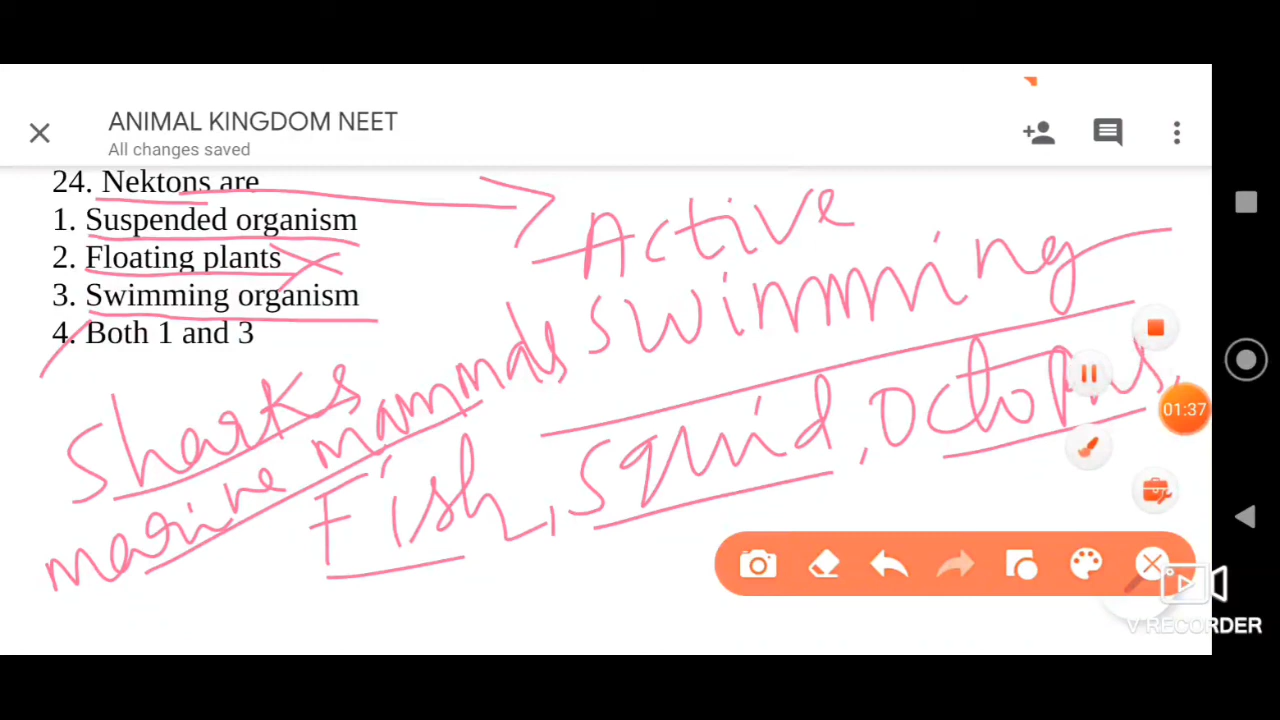 ANIMAL KINGDOM NEET
All changes saved
24. Nektons are
1. Suspended organism
2. Floating plants
3. Swimming organism
4. Both 1 and 3
Active
Swimming
Sharks
marine mammals
Fish, Squid, Octopus,
01:37
V RECORDER